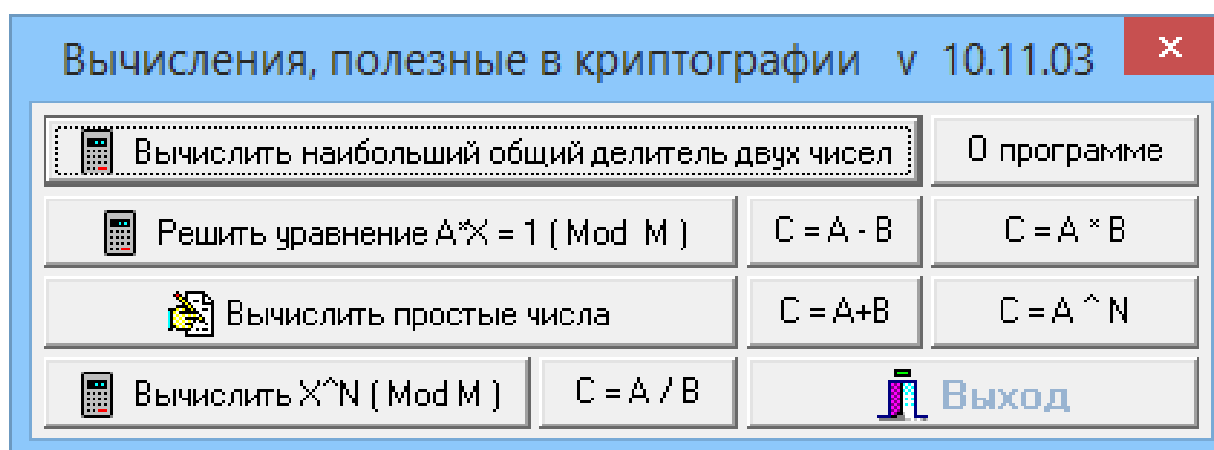 Вычисления, полезные в криптографии v 10.11.03 ×
Вычислить наибольший общий делитель двух чисел О программе
Решить уравнение A*X = 1 ( Mod M ) C = A - B C = A * B
Вычислить простые числа C = A+B C = A ^ N
Вычислить X^N ( Mod M ) C = A / B Выход